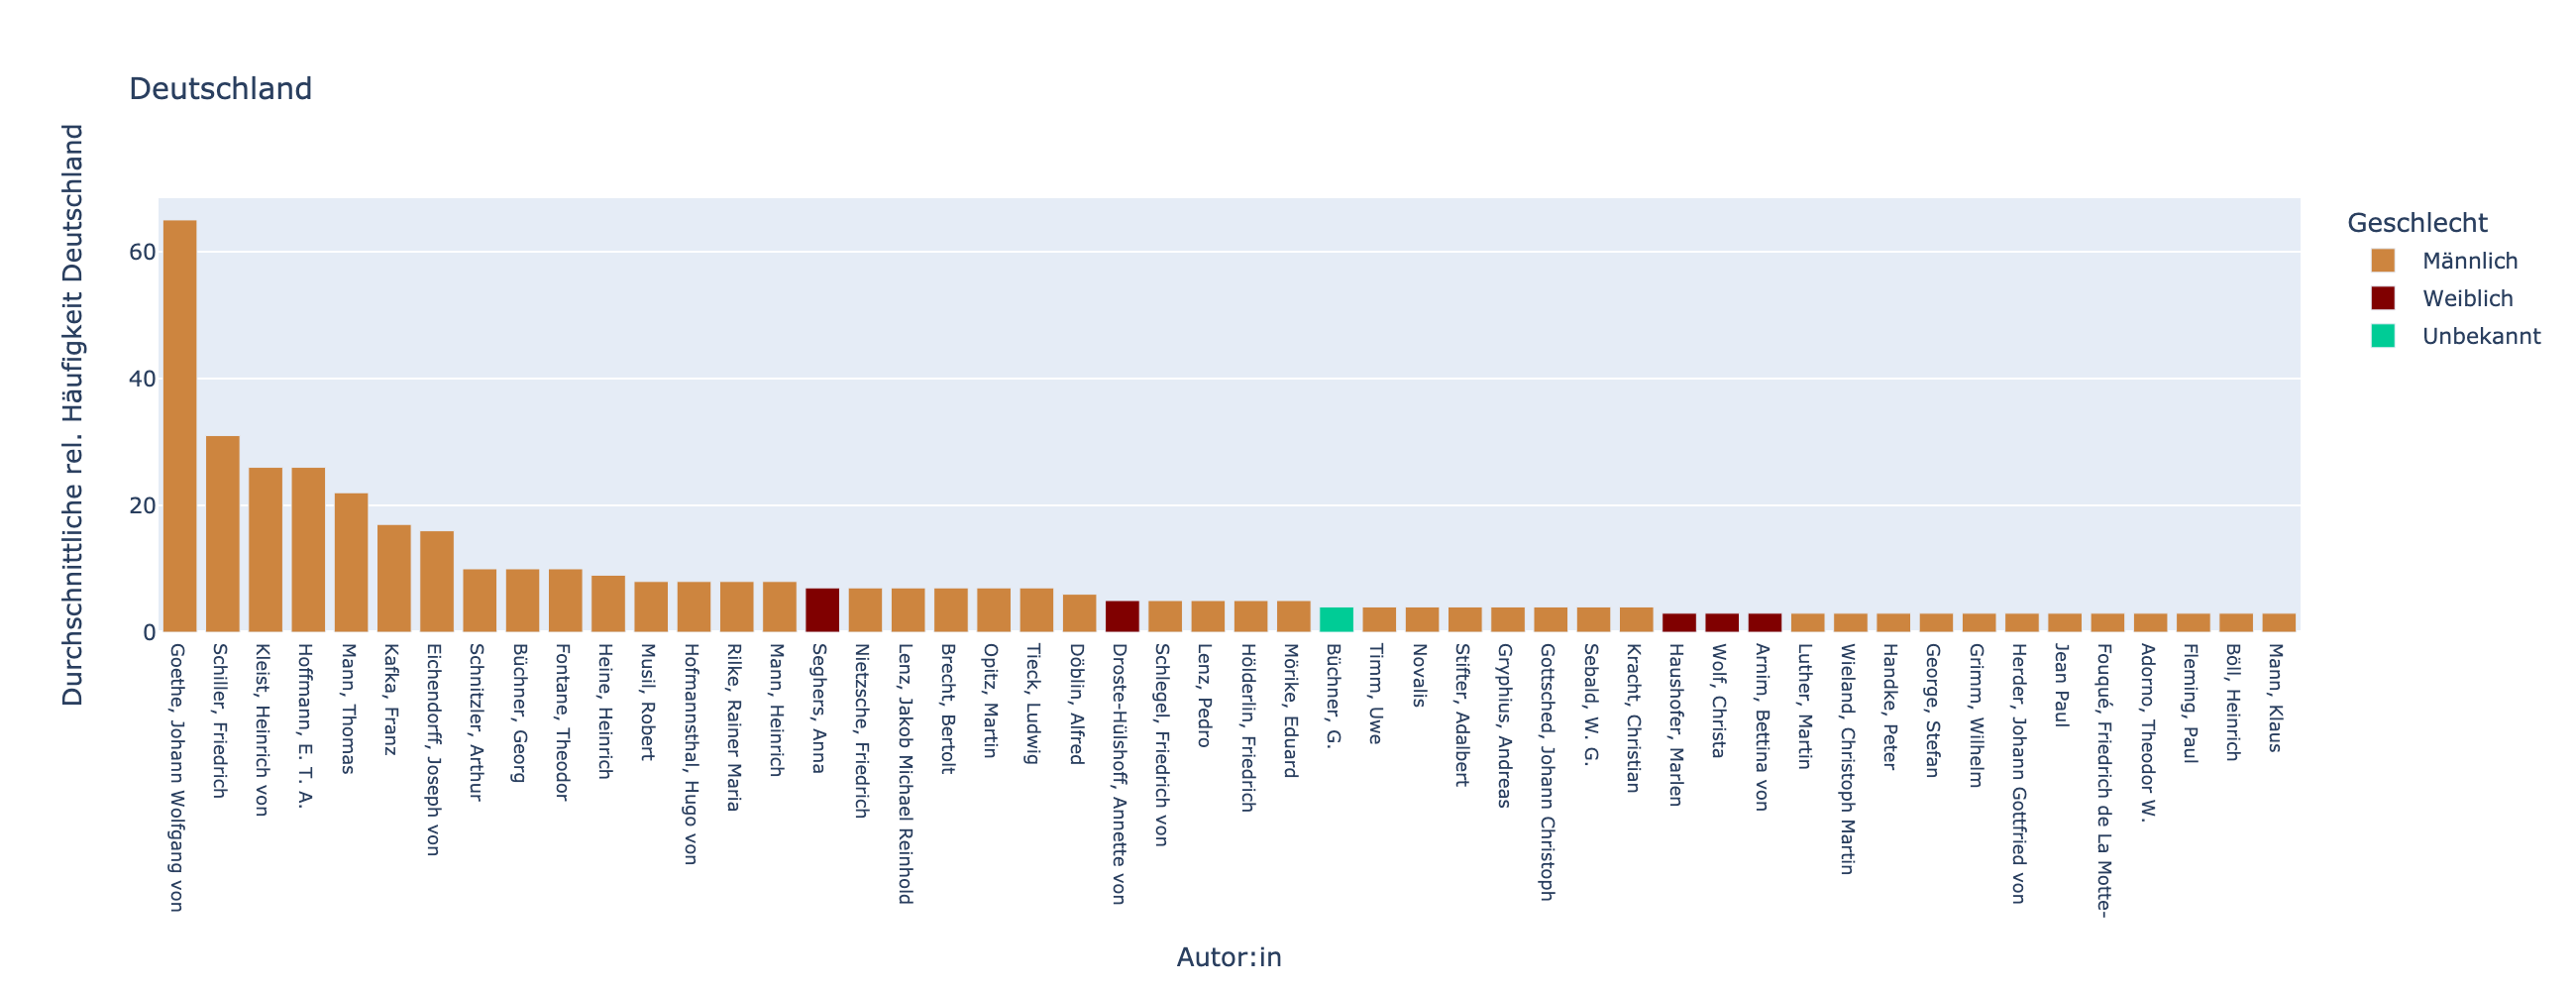 Deutschland
Durchschnittliche rel. Häufigkeit Deutschland
60
40
20
0
Goethe, Johann Wolfgang von
Schiller, Friedrich
Kleist, Heinrich von
Hoffmann, E. T. A.
Mann, Thomas
Kafka, Franz
Eichendorff, Joseph von
Schnitzler, Arthur
Büchner, Georg
Fontane, Theodor
Heine, Heinrich
Musil, Robert
Hofmannsthal, Hugo von
Rilke, Rainer Maria
Mann, Heinrich
Seghers, Anna
Nietzsche, Friedrich
Lenz, Jakob Michael Reinhold
Brecht, Bertolt
Opitz, Martin
Tieck, Ludwig
Döblin, Alfred
Droste-Hülshoff, Annette von
Schlegel, Friedrich von
Lenz, Pedro
Hölderlin, Friedrich
Mörike, Eduard
Büchner, G.
Timm, Uwe
Novalis
Stifter, Adalbert
Gryphius, Andreas
Gottsched, Johann Christoph
Sebald, W. G.
Kracht, Christian
Haushofer, Marlen
Wolf, Christa
Arnim, Bettina von
Luther, Martin
Wieland, Christoph Martin
Handke, Peter
George, Stefan
Grimm, Wilhelm
Herder, Johann Gottfried von
Jean Paul
Fouqué, Friedrich de La Motte-
Adorno, Theodor W.
Fleming, Paul
Böll, Heinrich
Mann, Klaus
Autor:in
Geschlecht
Männlich
Weiblich
Unbekannt